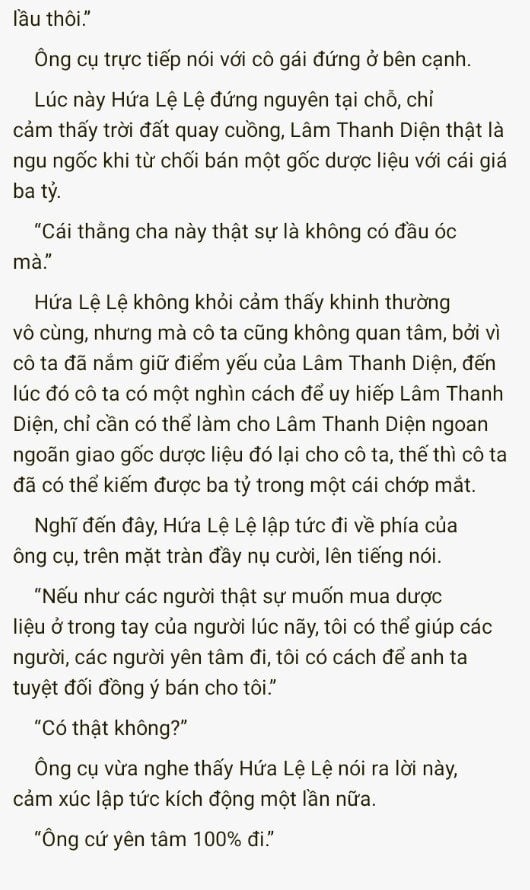 lầu thôi.”
Ông cụ trực tiếp nói với cô gái đứng ở bên cạnh.
Lúc này Hứa Lệ Lệ đứng nguyên tại chỗ, chỉ
cảm thấy trời đất quay cuồng, Lâm Thanh Diện thật là
ngu ngốc khi từ chối bán một gốc dược liệu với cái giá
ba tỷ.
“Cái thằng cha này thật sự là không có đầu óc
mà.”
Hứa Lệ Lệ không khỏi cảm thấy khinh thường
vô cùng, nhưng mà cô ta cũng không quan tâm, bởi vì
cô ta đã nắm giữ điểm yếu của Lâm Thanh Diện, đến
lúc đó cô ta có một nghìn cách để uy hiếp Lâm Thanh
Diện, chỉ cần có thể làm cho Lâm Thanh Diện ngoan
ngoãn giao gốc dược liệu đó lại cho cô ta, thế thì cô ta
đã có thể kiếm được ba tỷ trong một cái chớp mắt.
Nghĩ đến đây, Hứa Lệ Lệ lập tức đi về phía của
ông cụ, trên mặt tràn đầy nụ cười, lên tiếng nói.
“Nếu như các người thật sự muốn mua dược
liệu ở trong tay của người lúc nãy, tôi có thể giúp các
người, các người yên tâm đi, tôi có cách để anh ta
tuyệt đối đồng ý bán cho tôi.”
“Có thật không?”
Ông cụ vừa nghe thấy Hứa Lệ Lệ nói ra lời này,
cảm xúc lập tức kích động một lần nữa.
“Ông cứ yên tâm 100% đi.”